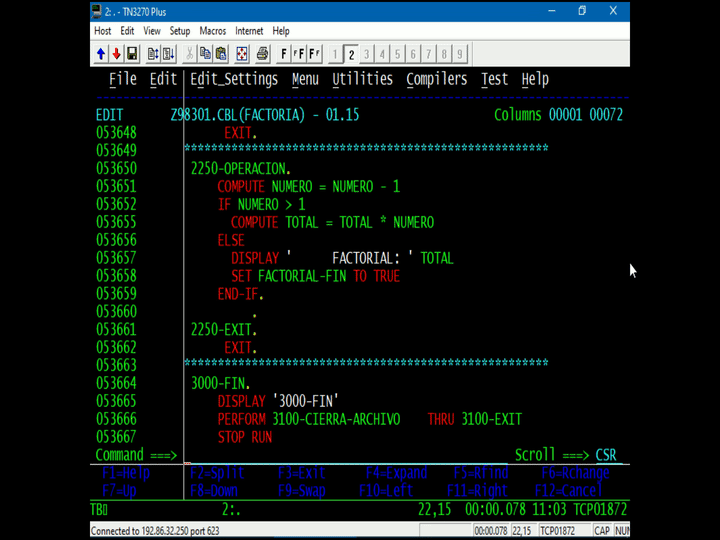 2: . - TN3270 Plus
Host Edit View Setup Macros Internet Help
F F F F F 1 2 3 4 5 6 7 8 9
File Edit Edit_Settings Menu Utilities Compilers Test Help
EDIT Z98301.CBL(FACTORIA) - 01.15 Columns 00001 00072
053648 EXIT.
053649 *******************************************************
053650 2250-OPERACION.
053651 COMPUTE NUMERO = NUMERO - 1
053652 IF NUMERO > 1
053655 COMPUTE TOTAL = TOTAL * NUMERO
053656 ELSE
053657 DISPLAY ' FACTORIAL: ' TOTAL
053658 SET FACTORIAL-FIN TO TRUE
053659 END-IF.
053660 .
053661 2250-EXIT.
053662 EXIT.
053663 *******************************************************
053664 3000-FIN.
053665 DISPLAY '3000-FIN'
053666 PERFORM 3100-CIERRA-ARCHIVO THRU 3100-EXIT
053667 STOP RUN
Command ===> Scroll ===> CSR
F1=Help F2=Split F3=Exit F4=Expand F5=Rfind F6=Rchange
F7=Up F8=Down F9=Swap F10=Left F11=Right F12=Cancel
TB 2:. 22,15 00:00.078 11:03 TCP01872
Connected to 192.86.32.250 port 623 00:00.078 22,15 TCP01872 CAP NUM